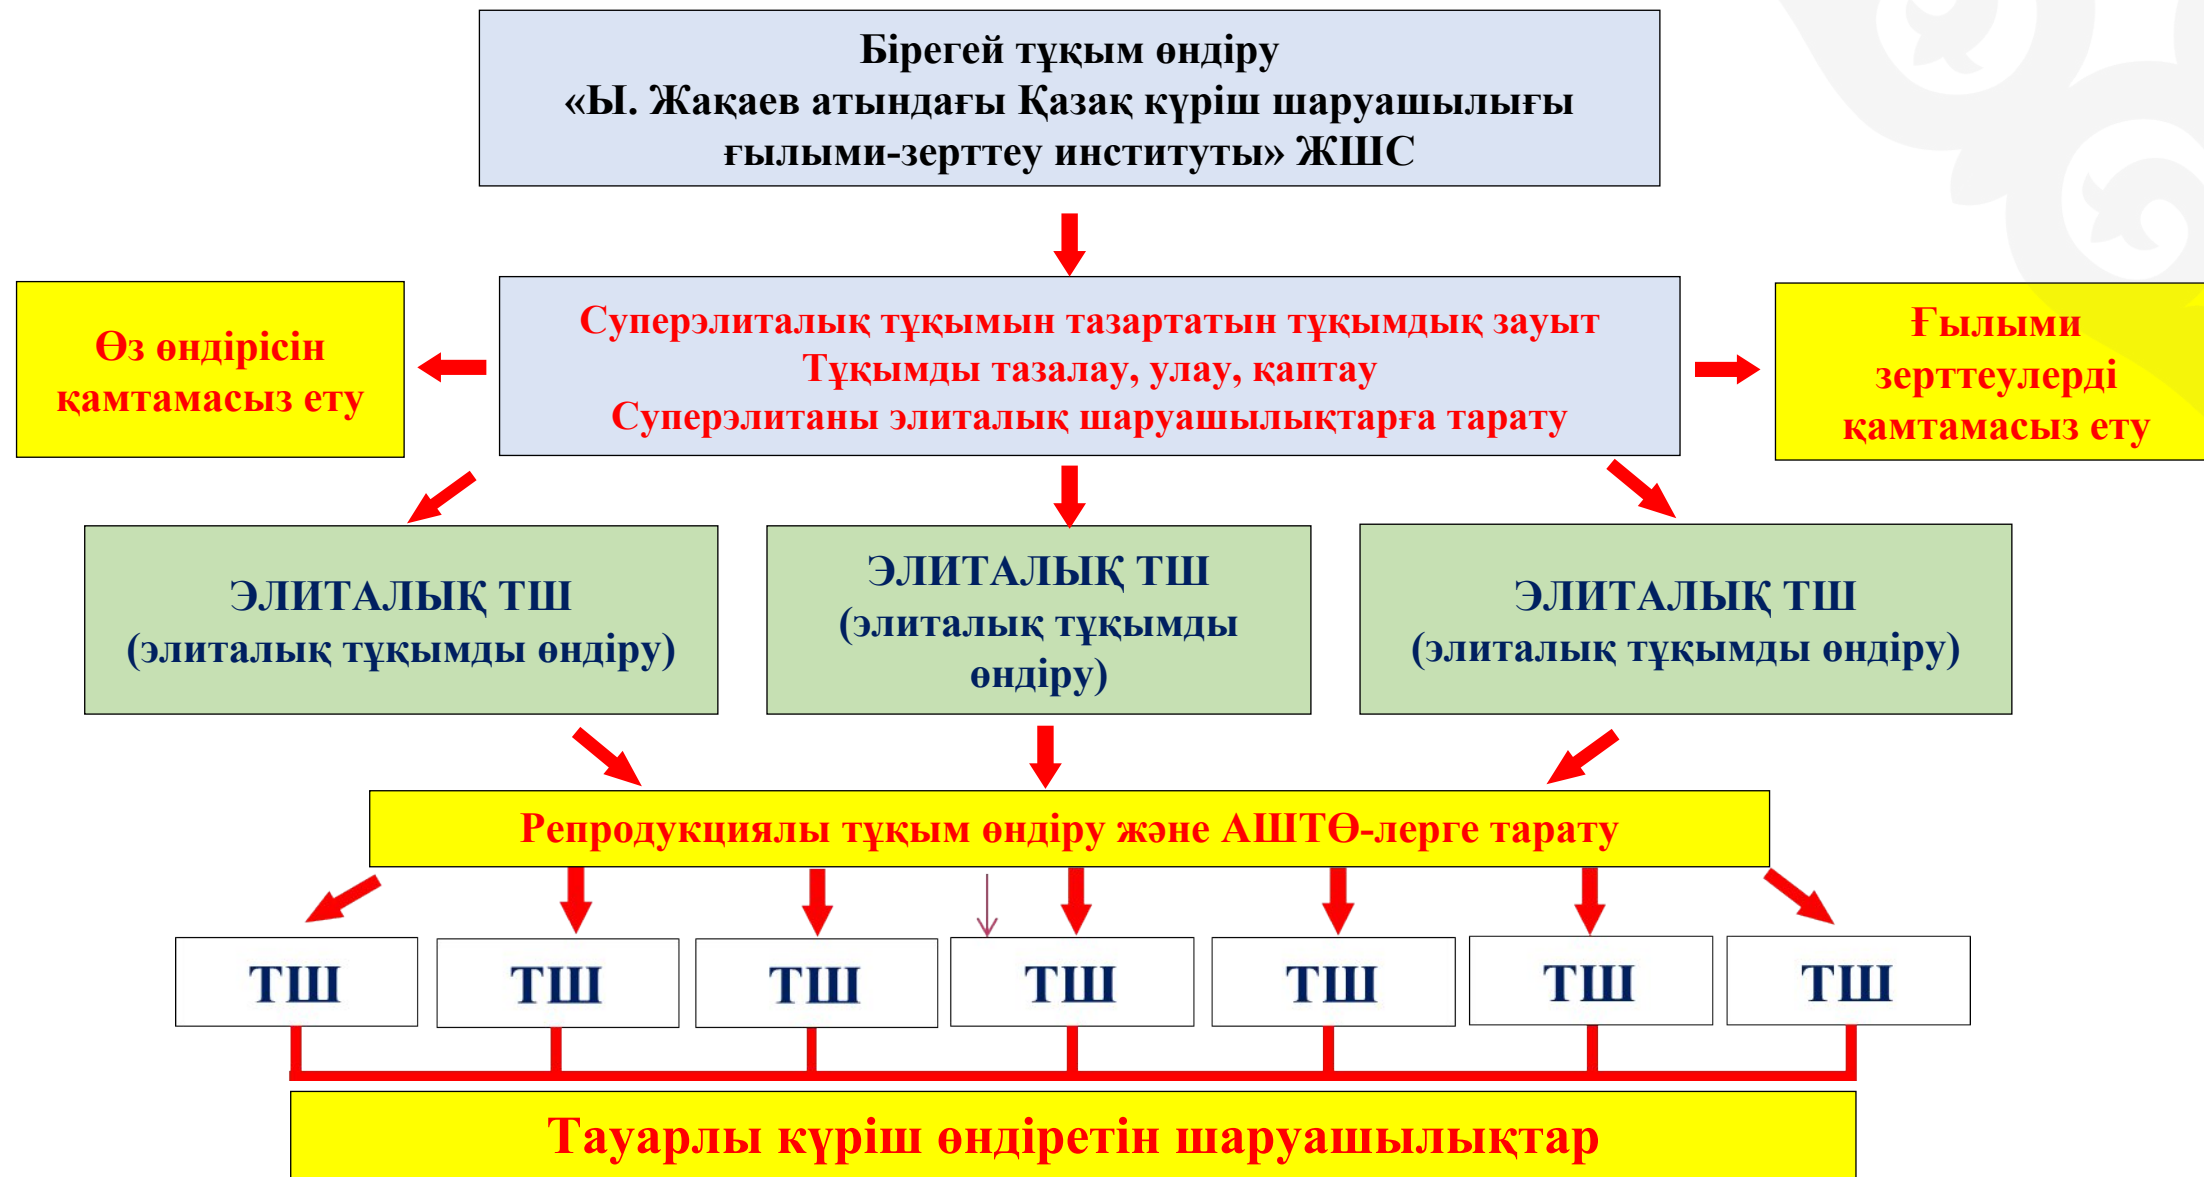 Бірегей тұқым өндіру
«Ы. Жақаев атындағы Қазақ күріш шаруашылығы
ғылыми-зерттеу институты» ЖШС
Өз өндірісін
қамтамасыз ету
Суперэлиталық тұқымын тазартатын тұқымдық зауыт
Тұқымды тазалау, улау, қаптау
Суперэлитаны элиталық шаруашылықтарға тарату
Ғылыми
зерттеулерді
қамтамасыз ету
ЭЛИТАЛЫҚ ТШ
(элиталық тұқымды өндіру)
ЭЛИТАЛЫҚ ТШ
(элиталық тұқымды
өндіру)
ЭЛИТАЛЫҚ ТШ
(элиталық тұқымды өндіру)
Репродукциялы тұқым өндіру және АШТӨ-лерге тарату
ТШ
ТШ
ТШ
ТШ
ТШ
ТШ
ТШ
Тауарлы күріш өндіретін шаруашылықтар